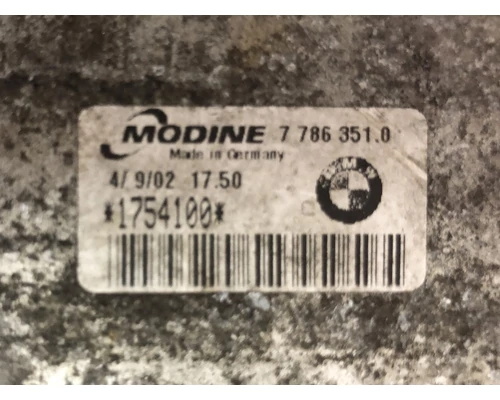 MODINE 7 786 351.0
Made in Germany
4/ 9/02 17.50
BMW
*1754100*